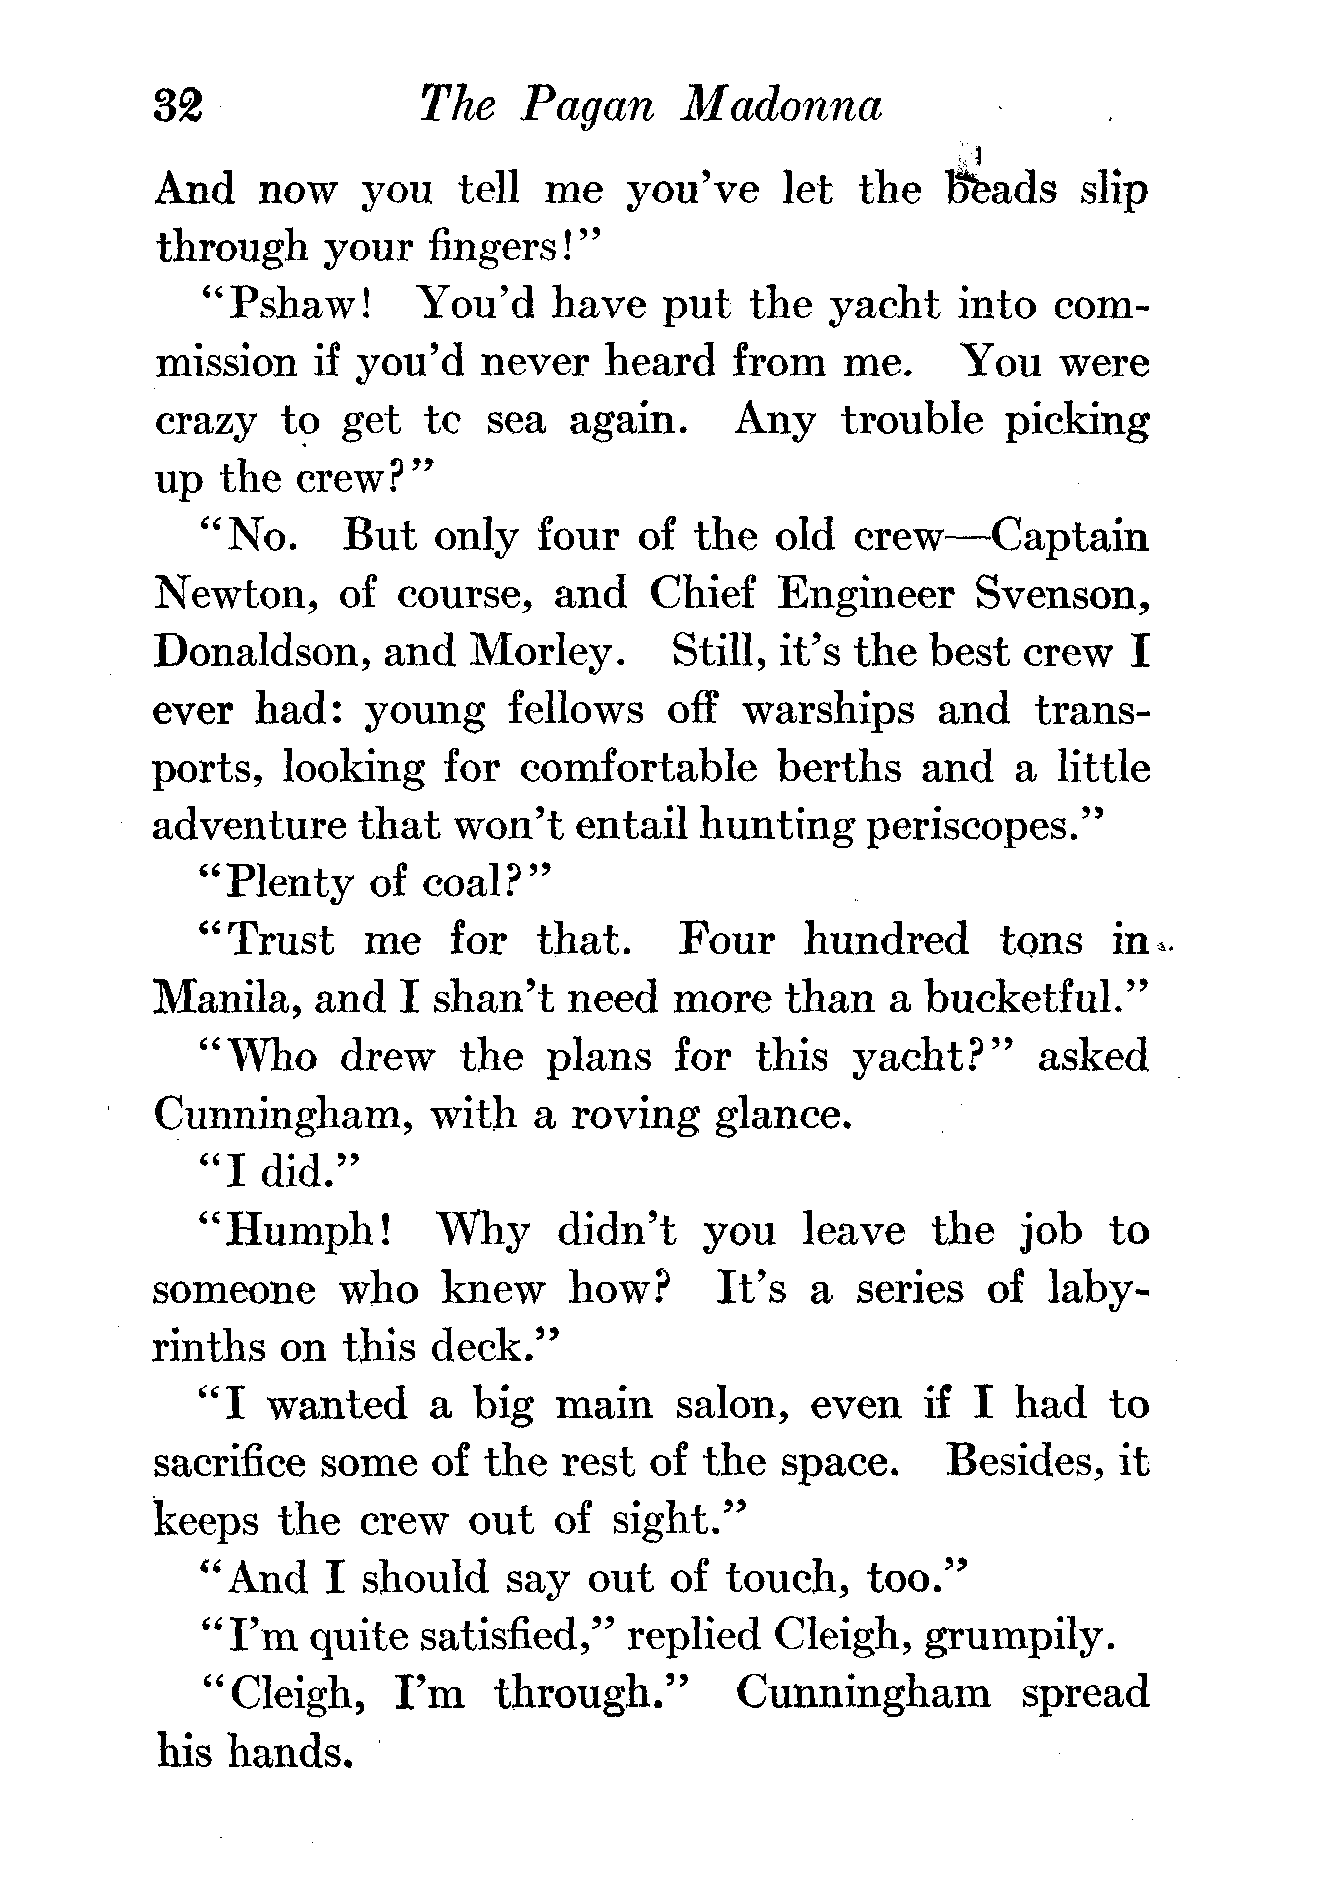 32 The Pagan Madonna
And now you tell me you've let the beads slip
through your fingers!"
"Pshaw! You'd have put the yacht into com-
mission if you'd never heard from me. You were
crazy to get to sea again. Any trouble picking
up the crew?"
"No. But only four of the old crew—Captain
Newton, of course, and Chief Engineer Svenson,
Donaldson, and Morley. Still, it's the best crew I
ever had: young fellows off warships and trans-
ports, looking for comfortable berths and a little
adventure that won't entail hunting periscopes."
"Plenty of coal?"
"Trust me for that. Four hundred tons in
Manila, and I shan't need more than a bucketful."
"Who drew the plans for this yacht?" asked
Cunningham, with a roving glance.
"I did."
"Humph! Why didn't you leave the job to
someone who knew how? It's a series of laby-
rinths on this deck."
"I wanted a big main salon, even if I had to
sacrifice some of the rest of the space. Besides, it
keeps the crew out of sight."
"And I should say out of touch, too."
"I'm quite satisfied," replied Cleigh, grumpily.
"Cleigh, I'm through." Cunningham spread
his hands.